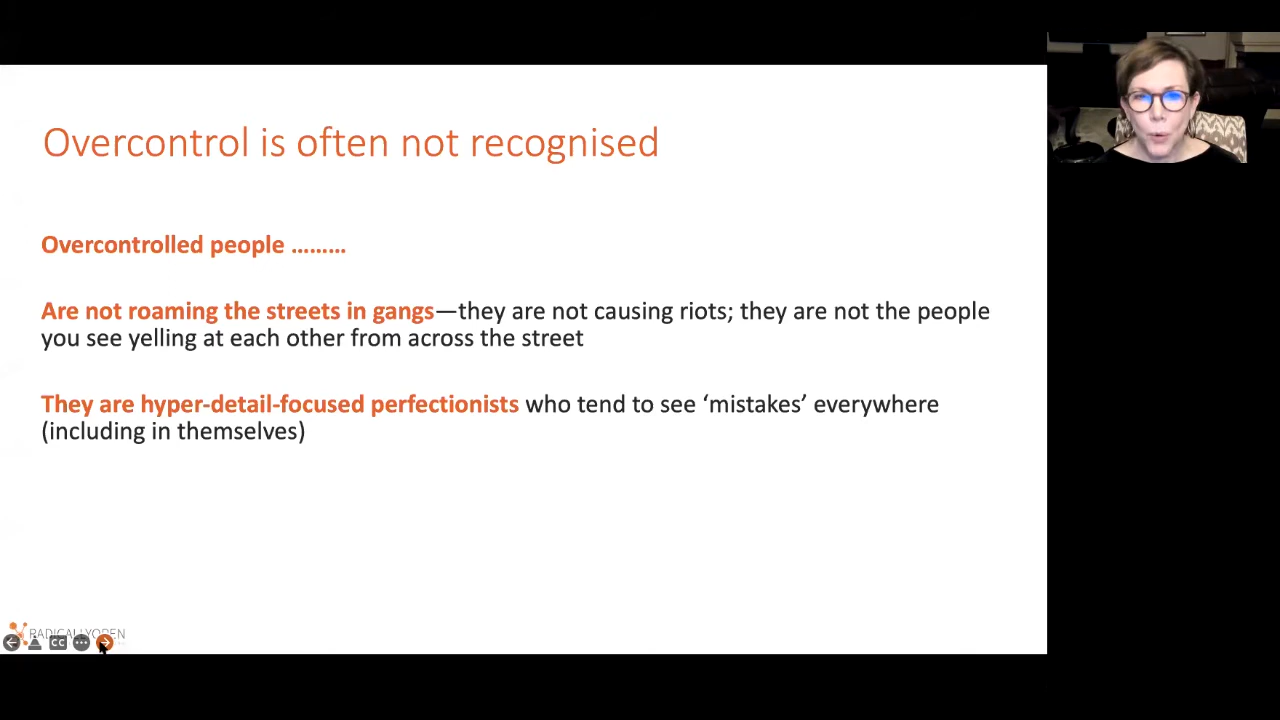 Overcontrol is often not recognised
Overcontrolled people ………
Are not roaming the streets in gangs—they are not causing riots; they are not the people
you see yelling at each other from across the street
They are hyper-detail-focused perfectionists who tend to see ‘mistakes’ everywhere
(including in themselves)
RADICALLYOPEN
CC